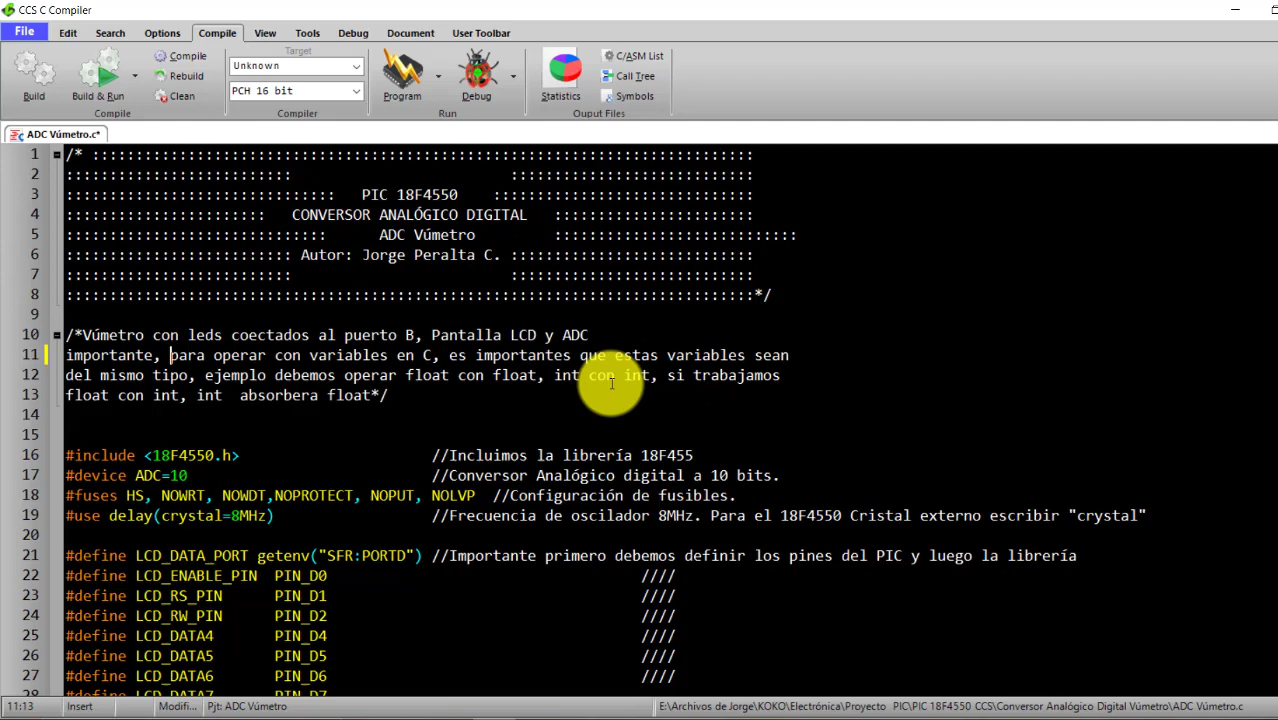 CCS C Compiler
File Edit Search Options Compile View Tools Debug Document User Toolbar
Build
Build & Run
Compile
Rebuild
Clean
Compile
Target
Unknown
PCH 16 bit
Compiler
Program
Debug
Run
Statistics
C/ASM List
Call Tree
Symbols
Ouput Files
ADC Vúmetro.c*
1 /* ::::::::::::::::::::::::::::::::::::::::::::::::::::::::::::::::::::::::::::
2 :::::::::::::::::::::::::: ::::::::::::::::::::::::::::
3 ::::::::::::::::::::::::::::::: PIC 18F4550 ::::::::::::::::::::::::::::::
4 ::::::::::::::::::::::: CONVERSOR ANALÓGICO DIGITAL :::::::::::::::::::::::
5 :::::::::::::::::::::::::::::: ADC Vúmetro ::::::::::::::::::::::::::::
6 :::::::::::::::::::::::::: Autor: Jorge Peralta C. ::::::::::::::::::::::::::::
7 :::::::::::::::::::::::::: ::::::::::::::::::::::::::::
8 :::::::::::::::::::::::::::::::::::::::::::::::::::::::::::::::::::::::::::::::*/
9
10 /*Vúmetro con leds coectados al puerto B, Pantalla LCD y ADC
11 importante, para operar con variables en C, es importantes que estas variables sean
12 del mismo tipo, ejemplo debemos operar float con float, int con int, si trabajamos
13 float con int, int absorbera float*/
14
15
16 #include <18F4550.h> //Incluimos la librería 18F455
17 #device ADC=10 //Conversor Analógico digital a 10 bits.
18 #fuses HS, NOWRT, NOWDT,NOPROTECT, NOPUT, NOLVP //Configuración de fusibles.
19 #use delay(crystal=8MHz) //Frecuencia de oscilador 8MHz. Para el 18F4550 Cristal externo escribir "crystal"
20
21 #define LCD_DATA_PORT getenv("SFR:PORTD") //Importante primero debemos definir los pines del PIC y luego la librería
22 #define LCD_ENABLE_PIN PIN_D0 ////
23 #define LCD_RS_PIN PIN_D1 ////
24 #define LCD_RW_PIN PIN_D2 ////
25 #define LCD_DATA4 PIN_D4 ////
26 #define LCD_DATA5 PIN_D5 ////
27 #define LCD_DATA6 PIN_D6 ////
28 #define LCD_DATA7 PIN_D7
11:13 Insert Modifi... Pjt: ADC Vúmetro E:\Archivos de Jorge\KOKO\Electrónica\Proyecto PIC\PIC 18F4550 CCS\Conversor Analógico Digital Vúmetro\ADC Vúmetro.c